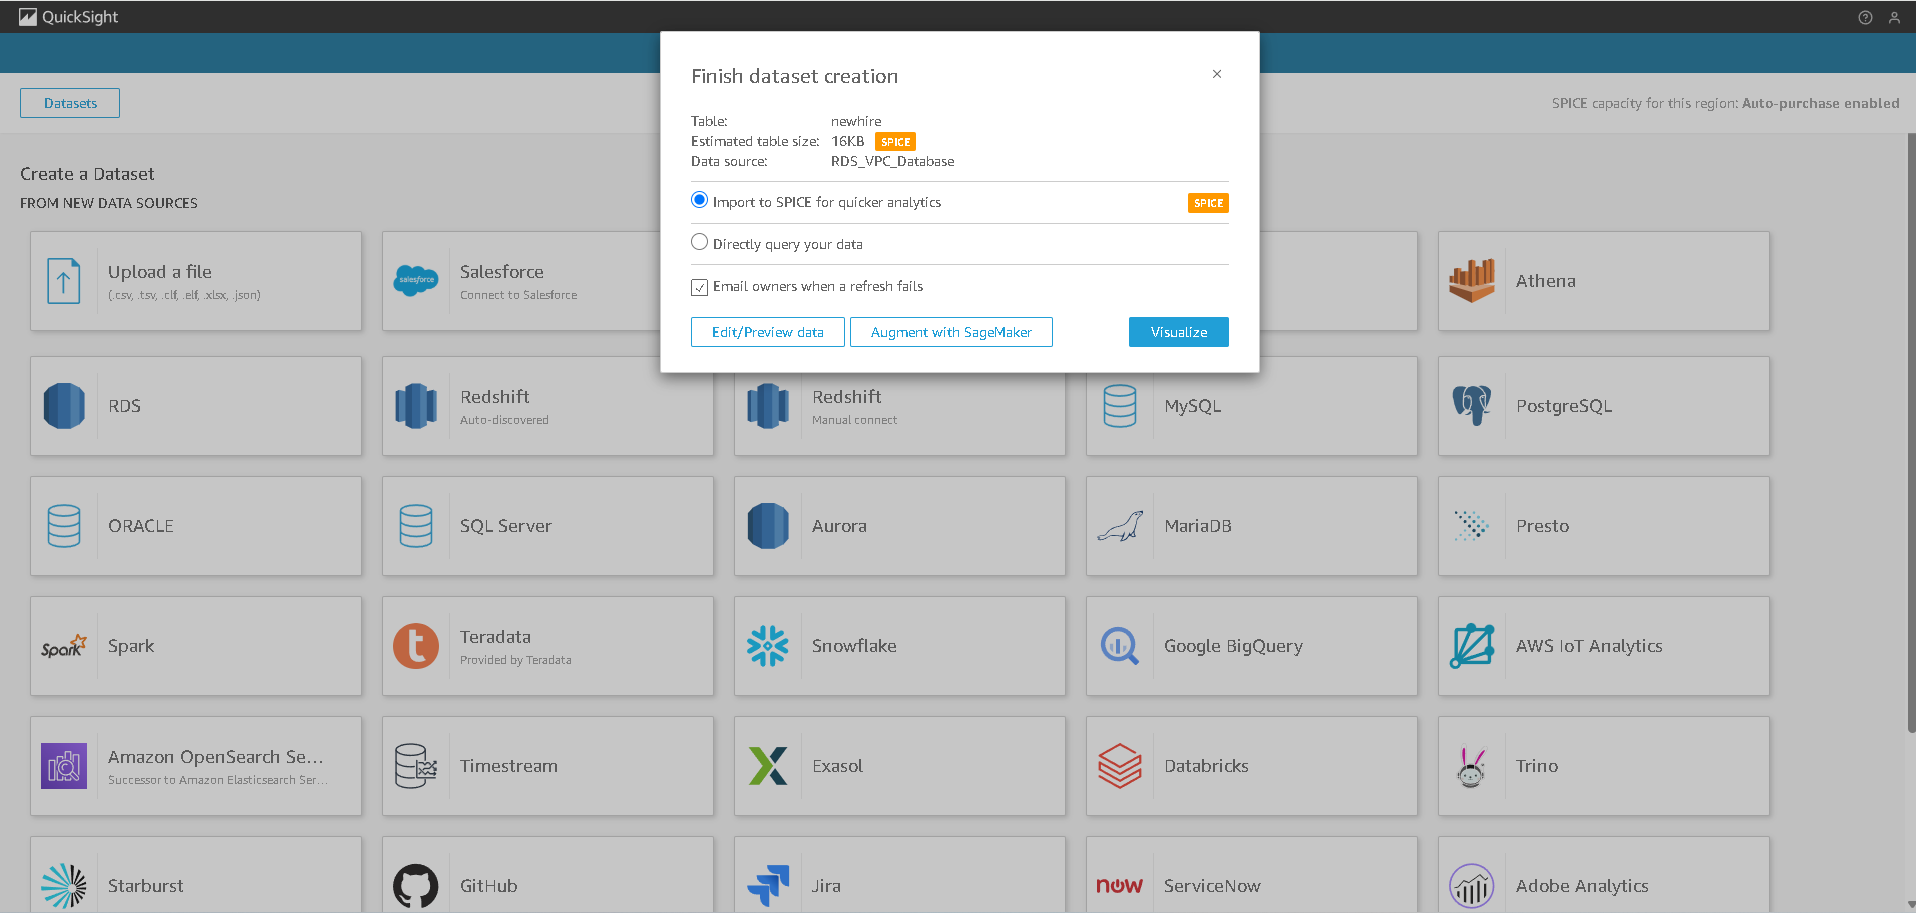 QuickSight
Finish dataset creation
Datasets
SPICE capacity for this region: Auto-purchase enabled
Table: newhire
Estimated table size: 16KB SPICE
Data source: RDS_VPC_Database
Import to SPICE for quicker analytics SPICE
Directly query your data
Email owners when a refresh fails
Edit/Preview data Augment with SageMaker Visualize
Create a Dataset
FROM NEW DATA SOURCES
Upload a file
(.csv, .tsv, .clf, .elf, .xlsx, .json)
salesforce
Salesforce
Connect to Salesforce
Athena
RDS
Redshift
Auto-discovered
Redshift
Manual connect
MySQL
PostgreSQL
ORACLE
SQL Server
Aurora
MariaDB
Presto
Spark
Spark
t
Teradata
Provided by Teradata
Snowflake
Google BigQuery
AWS IoT Analytics
Amazon OpenSearch Se...
Successor to Amazon Elasticsearch Ser...
Timestream
Exasol
Databricks
Trino
Starburst
GitHub
Jira
now
ServiceNow
Adobe Analytics